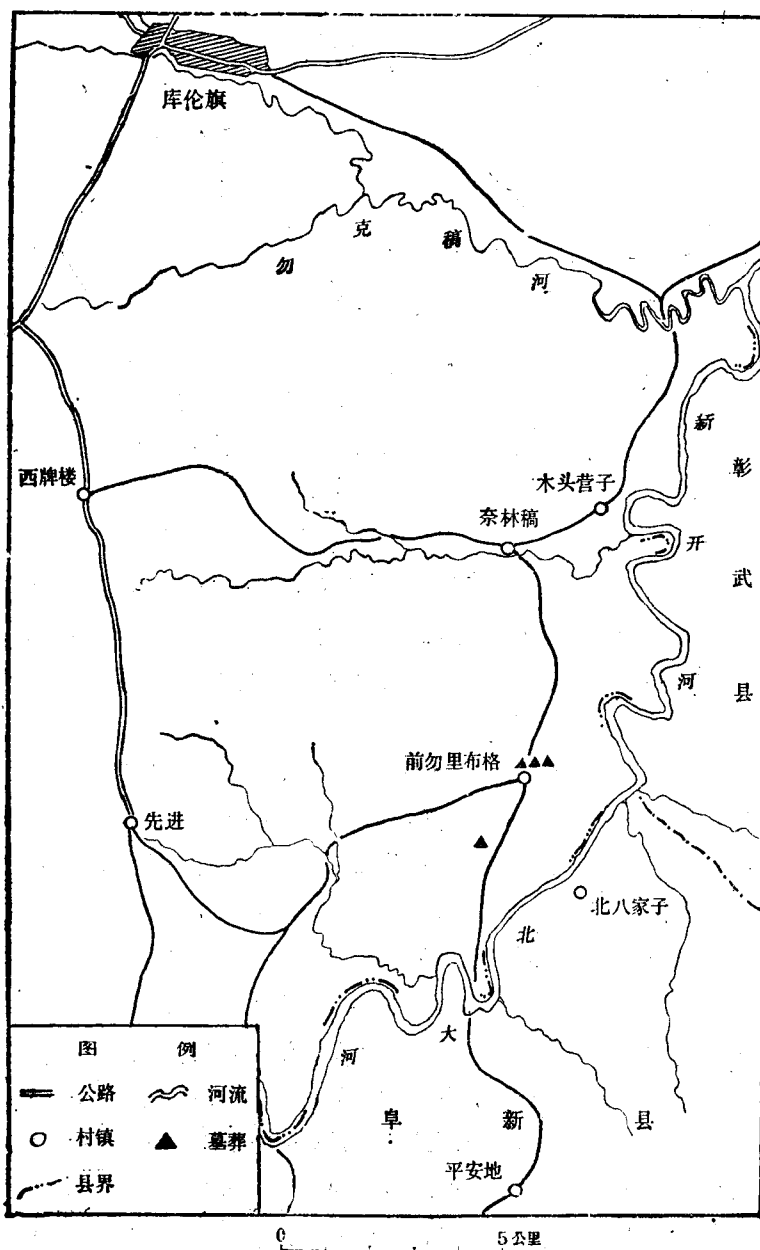 库伦旗
勿克稿河
西牌楼
木头营子
奈林稿
新开河
彰武县
前勿里布格
先进
北八家子
北大河
阜新县
平安地
图例
公路
河流
村镇
墓葬
县界
0 5公里